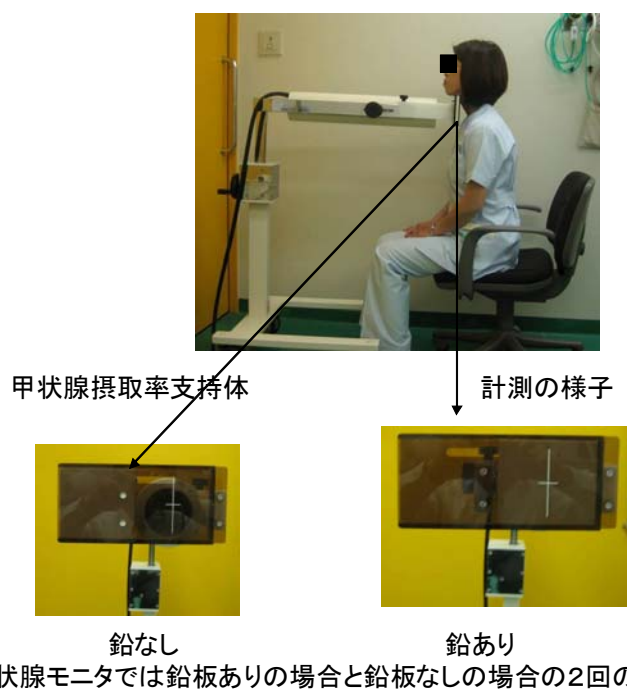 甲状腺摂取率支持体
計測の様子
鉛なし
鉛あり
状腺モニタでは鉛板ありの場合と鉛板なしの場合の2回の